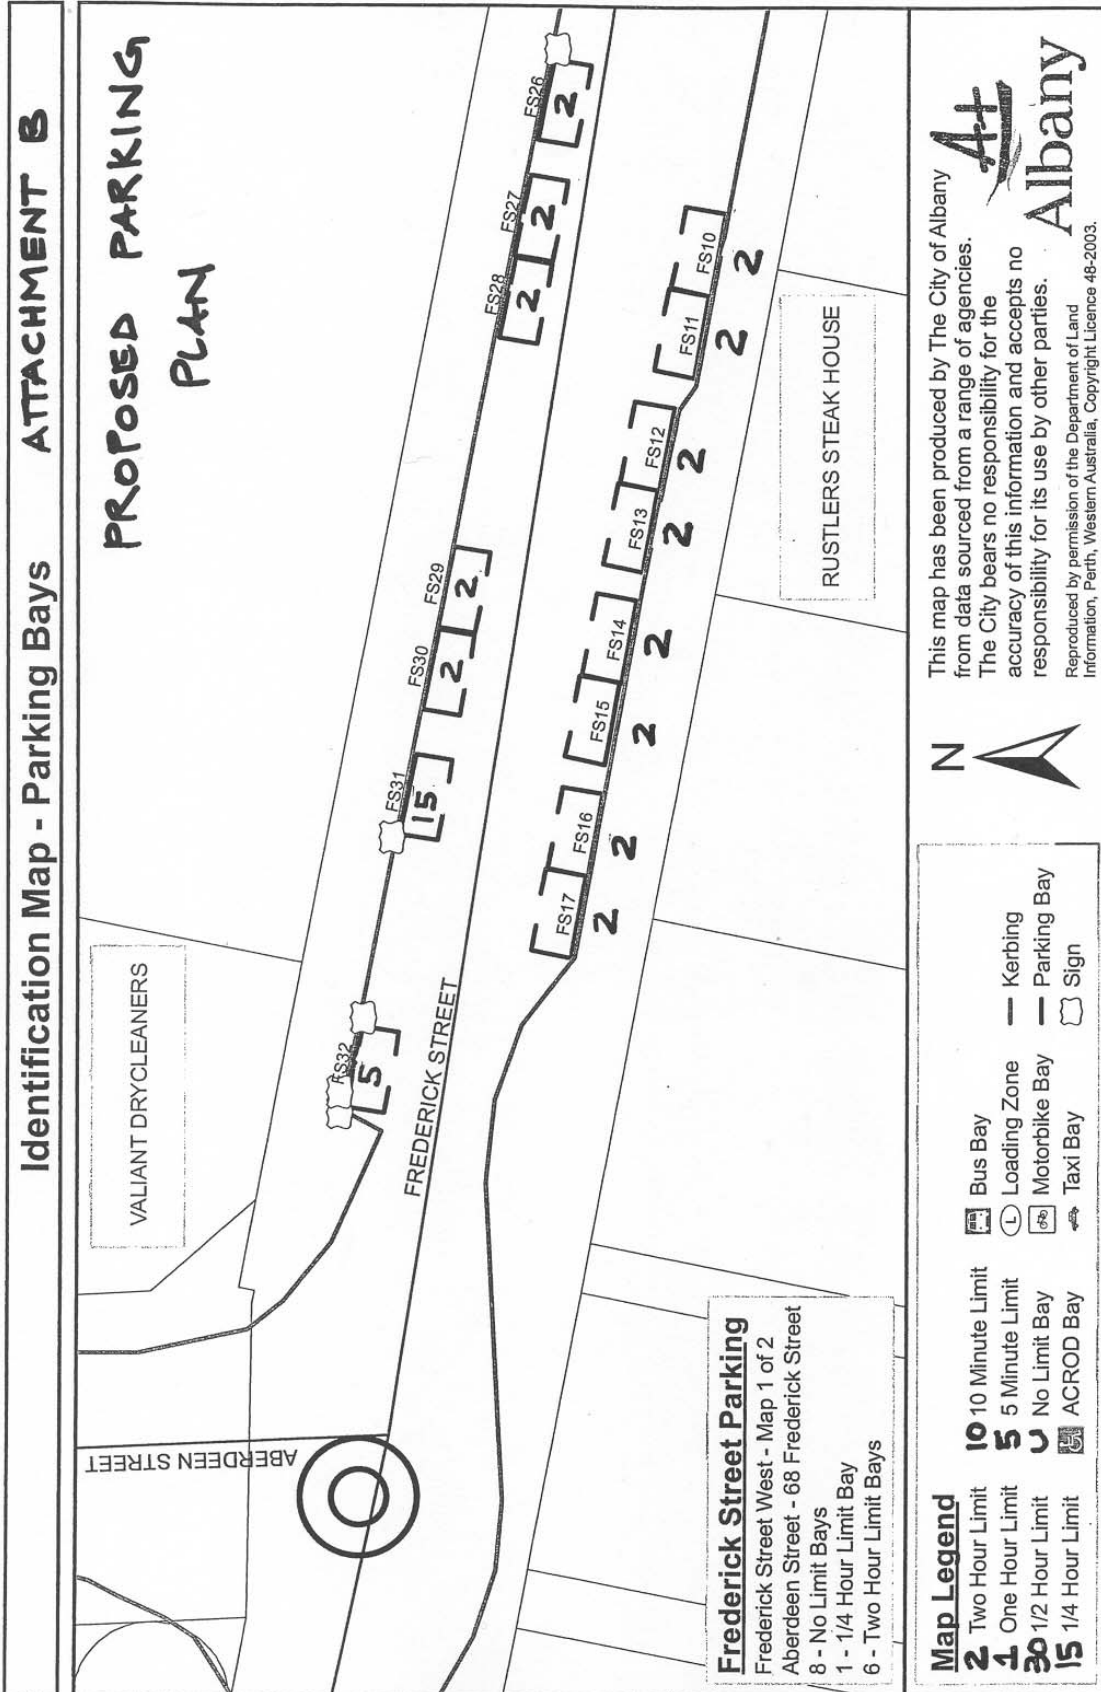 Identification Map - Parking Bays ATTACHMENT B
PROPOSED PARKING
PLAN
VALIANT DRYCLEANERS
FS32
5
FS31
15
FS30
2
FS29
2
FS28
2
FS27
2
FS26
2
ABERDEEN STREET
FREDERICK STREET
FS17
2
FS16
2
FS15
2
FS14
2
FS13
2
FS12
2
FS11
2
FS10
2
RUSTLERS STEAK HOUSE
Frederick Street Parking
Frederick Street West - Map 1 of 2
Aberdeen Street - 68 Frederick Street
8 - No Limit Bays
1 - 1/4 Hour Limit Bay
6 - Two Hour Limit Bays
Map Legend
2 Two Hour Limit
1 One Hour Limit
30 1/2 Hour Limit
15 1/4 Hour Limit
10 10 Minute Limit
5 5 Minute Limit
U No Limit Bay
ACROD Bay
Bus Bay
L Loading Zone
Motorbike Bay
Taxi Bay
Kerbing
Parking Bay
Sign
N
This map has been produced by The City of Albany
from data sourced from a range of agencies.
The City bears no responsibility for the
accuracy of this information and accepts no
responsibility for its use by other parties.
Reproduced by permission of the Department of Land
Information, Perth, Western Australia, Copyright Licence 48-2003.
Albany